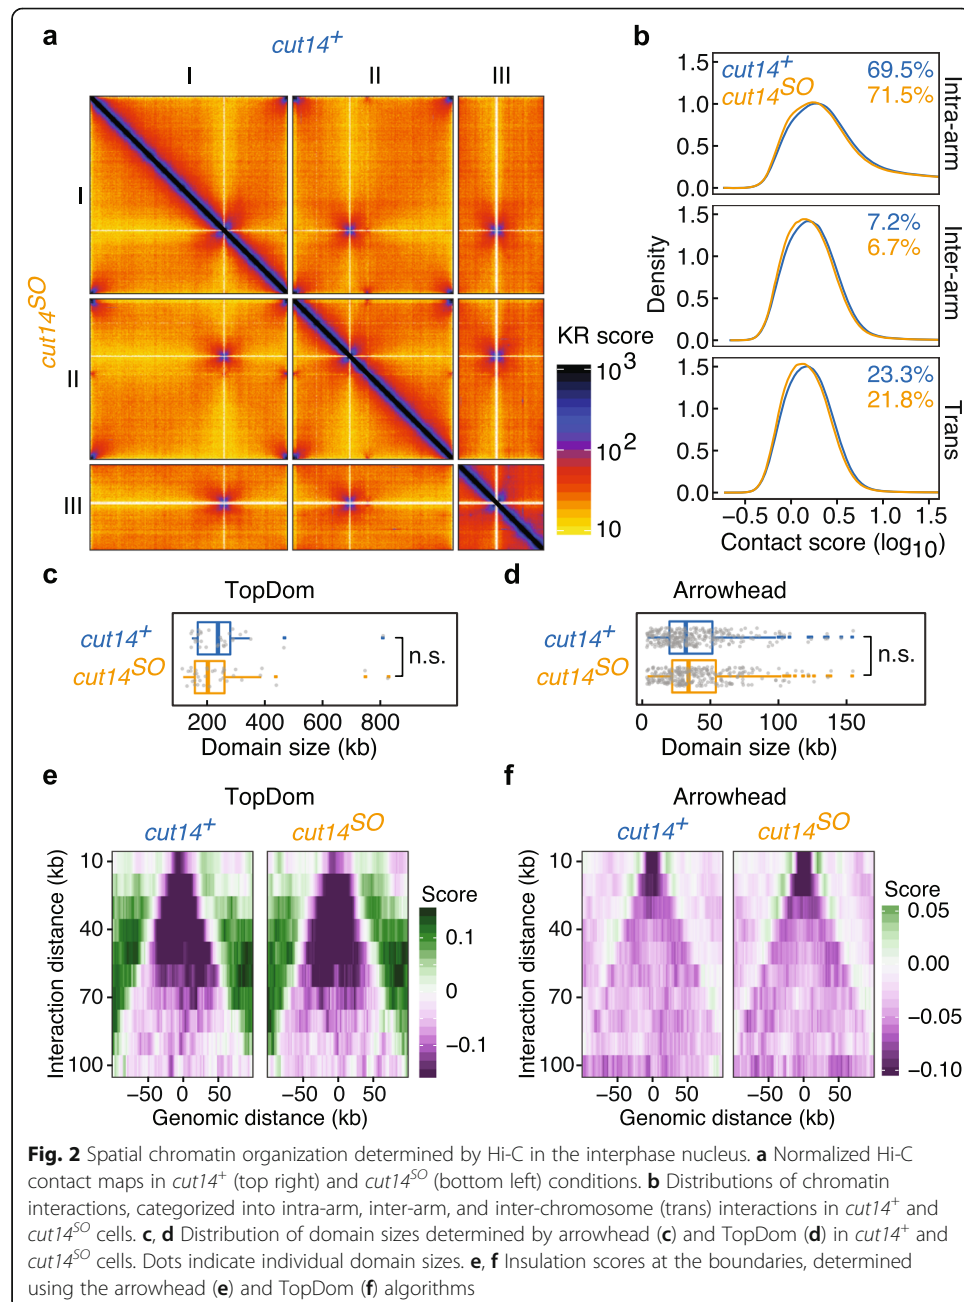 a
cut14+
b
I
II
III
I
II
III
cut14SO
KR score
10³
10²
10
cut14+
cut14SO
69.5%
71.5%
Intra-arm
7.2%
6.7%
Inter-arm
23.3%
21.8%
Trans
Density
1.5
1.0
0.5
0.0
1.5
1.0
0.5
0.0
1.5
1.0
0.5
0.0
−0.5 0.0 0.5 1.0 1.5
Contact score (log10)
c
TopDom
cut14+
cut14SO
n.s.
200 400 600 800
Domain size (kb)
d
Arrowhead
cut14+
cut14SO
n.s.
0 50 100 150
Domain size (kb)
e
TopDom
cut14+
cut14SO
Interaction distance (kb)
10
40
70
100
−50 0 50
−50 0 50
Genomic distance (kb)
Score
0.1
0
−0.1
f
Arrowhead
cut14+
cut14SO
Interaction distance (kb)
10
40
70
100
−50 0 50
−50 0 50
Genomic distance (kb)
Score
0.05
0.00
−0.05
−0.10
Fig. 2 Spatial chromatin organization determined by Hi-C in the interphase nucleus. a Normalized Hi-C
contact maps in cut14+ (top right) and cut14SO (bottom left) conditions. b Distributions of chromatin
interactions, categorized into intra-arm, inter-arm, and inter-chromosome (trans) interactions in cut14+ and
cut14SO cells. c, d Distribution of domain sizes determined by arrowhead (c) and TopDom (d) in cut14+ and
cut14SO cells. Dots indicate individual domain sizes. e, f Insulation scores at the boundaries, determined
using the arrowhead (e) and TopDom (f) algorithms